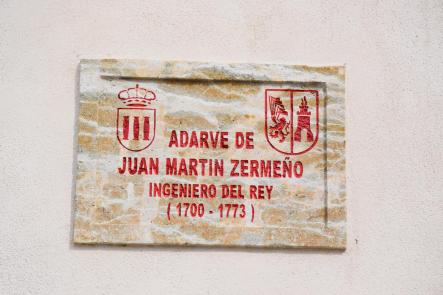 ADARVE DE
JUAN MARTIN ZERMEÑO
INGENIERO DEL REY
( 1700 - 1773 )